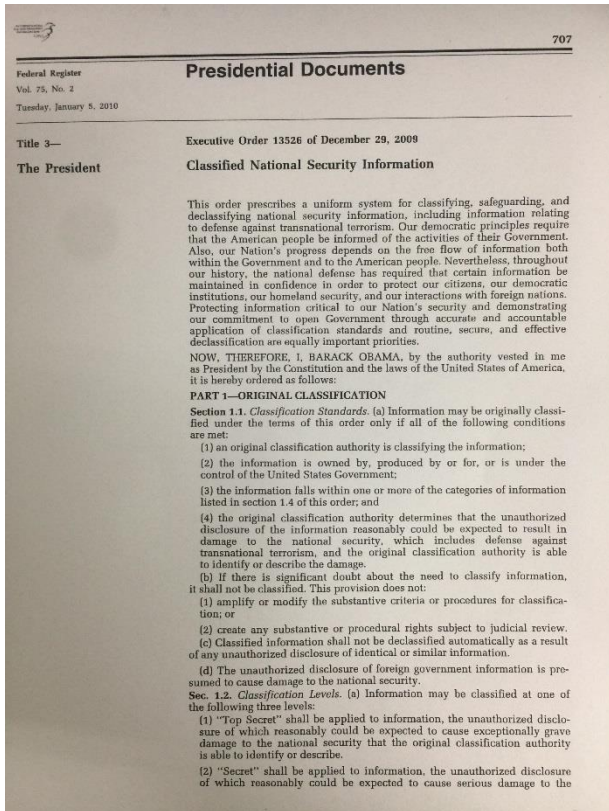 707
Federal Register
Vol. 75, No. 2
Tuesday, January 5, 2010
Presidential Documents
Title 3—
The President
Executive Order 13526 of December 29, 2009
Classified National Security Information
This order prescribes a uniform system for classifying, safeguarding, and
declassifying national security information, including information relating
to defense against transnational terrorism. Our democratic principles require
that the American people be informed of the activities of their Government.
Also, our Nation's progress depends on the free flow of information both
within the Government and to the American people. Nevertheless, throughout
our history, the national defense has required that certain information be
maintained in confidence in order to protect our citizens, our democratic
institutions, our homeland security, and our interactions with foreign nations.
Protecting information critical to our Nation's security and demonstrating
our commitment to open Government through accurate and accountable
application of classification standards and routine, secure, and effective
declassification are equally important priorities.
NOW, THEREFORE, I, BARACK OBAMA, by the authority vested in me
as President by the Constitution and the laws of the United States of America,
it is hereby ordered as follows:
PART 1—ORIGINAL CLASSIFICATION
Section 1.1. Classification Standards. (a) Information may be originally classi-
fied under the terms of this order only if all of the following conditions
are met:
(1) an original classification authority is classifying the information;
(2) the information is owned by, produced by or for, or is under the
control of the United States Government;
(3) the information falls within one or more of the categories of information
listed in section 1.4 of this order; and
(4) the original classification authority determines that the unauthorized
disclosure of the information reasonably could be expected to result in
damage to the national security, which includes defense against
transnational terrorism, and the original classification authority is able
to identify or describe the damage.
(b) If there is significant doubt about the need to classify information,
it shall not be classified. This provision does not:
(1) amplify or modify the substantive criteria or procedures for classifica-
tion; or
(2) create any substantive or procedural rights subject to judicial review.
(c) Classified information shall not be declassified automatically as a result
of any unauthorized disclosure of identical or similar information.
(d) The unauthorized disclosure of foreign government information is pre-
sumed to cause damage to the national security.
Sec. 1.2. Classification Levels. (a) Information may be classified at one of
the following three levels:
(1) "Top Secret" shall be applied to information, the unauthorized disclo-
sure of which reasonably could be expected to cause exceptionally grave
damage to the national security that the original classification authority
is able to identify or describe.
(2) "Secret" shall be applied to information, the unauthorized disclosure
of which reasonably could be expected to cause serious damage to the